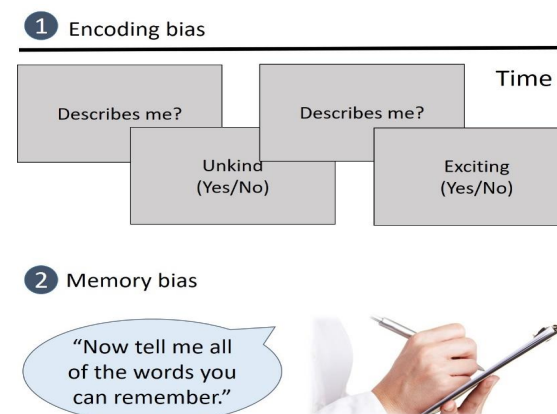 1 Encoding bias
Time
Describes me?
Describes me?
Unkind
(Yes/No)
Exciting
(Yes/No)
2 Memory bias
“Now tell me all
of the words you
can remember.”